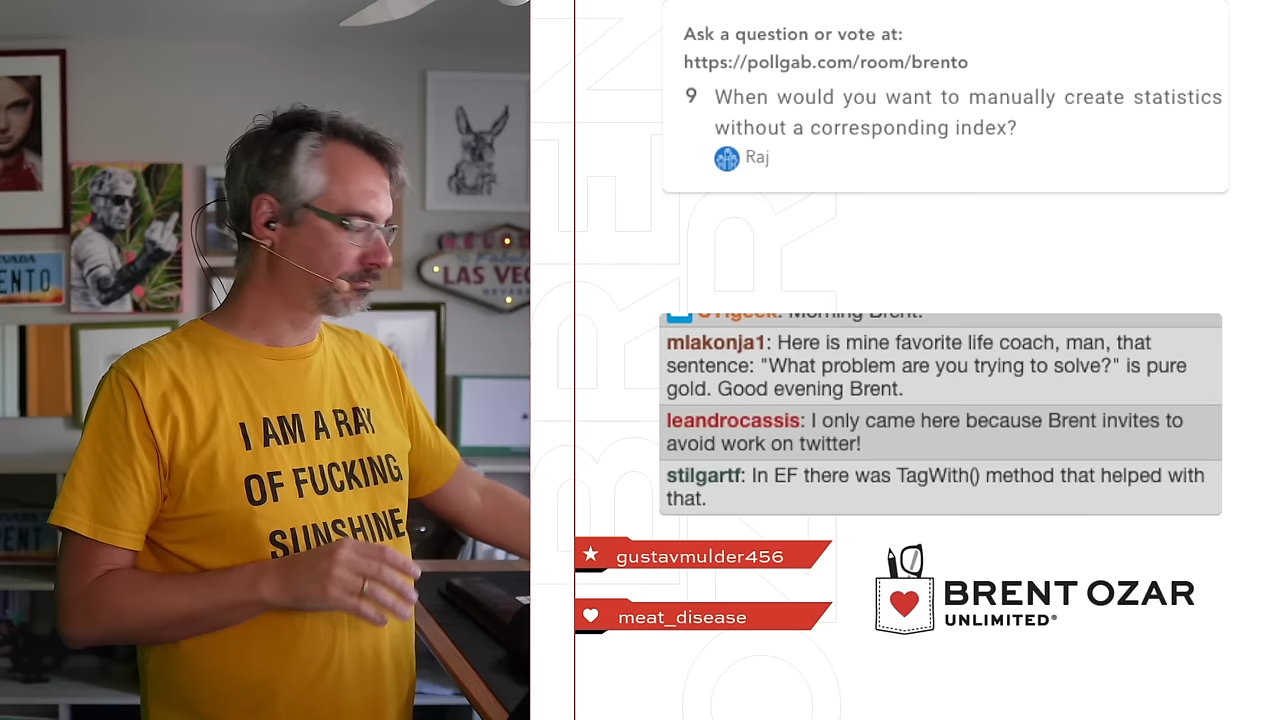 ENTO
I AM A RAY
OF FUCKING
SUNSHINE
LAS VE
NEVADA
Ask a question or vote at:
https://pollgab.com/room/brento
9 When would you want to manually create statistics
without a corresponding index?
Raj
Morning Brent.
mlakonja1: Here is mine favorite life coach, man, that
sentence: "What problem are you trying to solve?" is pure
gold. Good evening Brent.
leandrocassis: I only came here because Brent invites to
avoid work on twitter!
stilgartf: In EF there was TagWith() method that helped with
that.
gustavmulder456
meat_disease
BRENT OZAR
UNLIMITED®